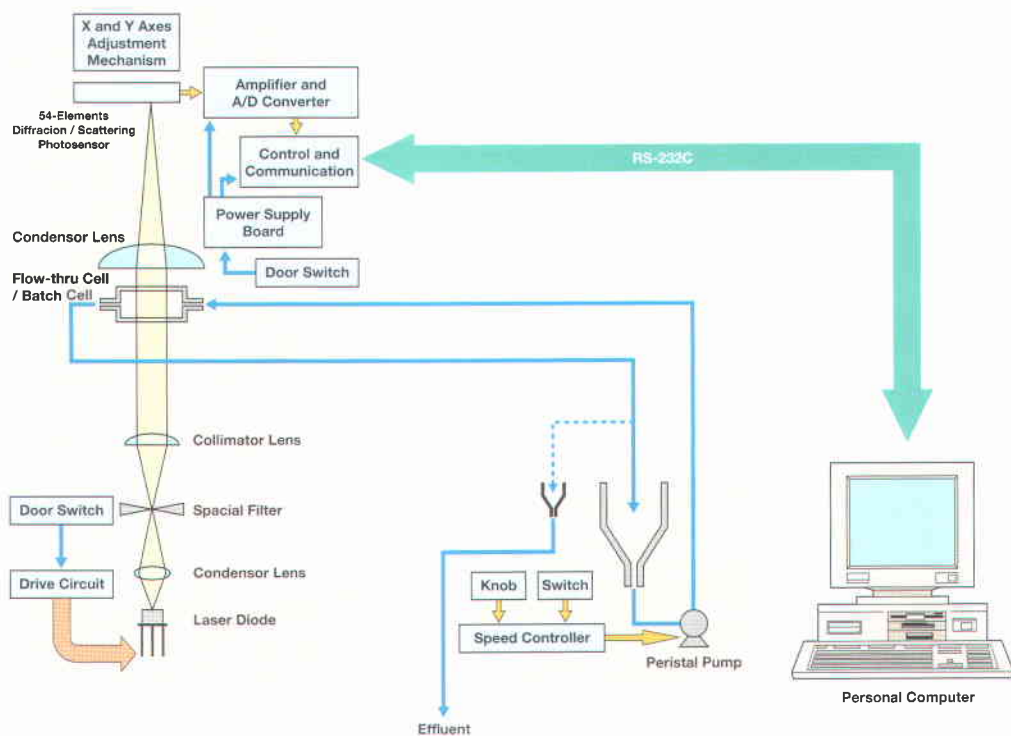 X and Y Axes
Adjustment
Mechanism
Amplifier and
A/D Converter
54-Elements
Diffracion / Scattering
Photosensor
Control and
Communication
RS-232C
Power Supply
Board
Condensor Lens
Door Switch
Flow-thru Cell
/ Batch Cell
Collimator Lens
Door Switch
Spacial Filter
Condensor Lens
Drive Circuit
Knob
Switch
Laser Diode
Speed Controller
Peristal Pump
Personal Computer
Effluent